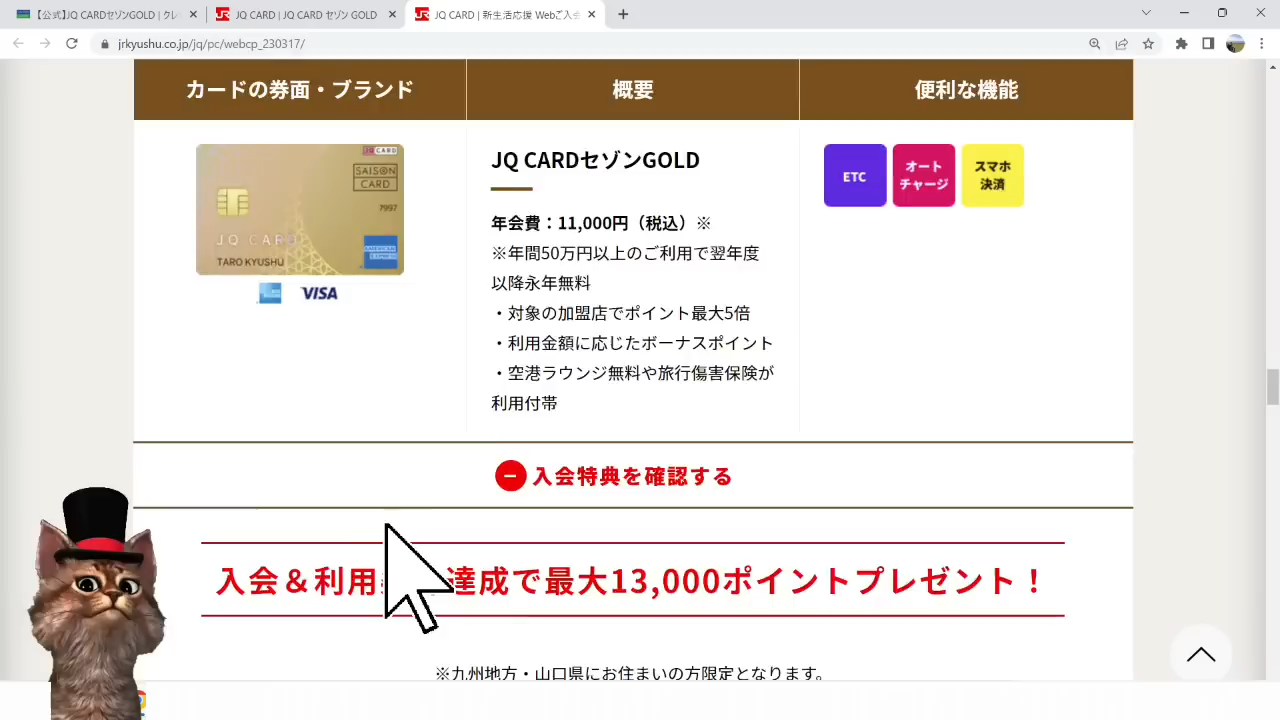 【公式】JQ CARDセゾンGOLD | クレ
JQ CARD | JQ CARD セゾン GOLD
JQ CARD | 新生活応援 Webご入会
jrkyushu.co.jp/jq/pc/webcp_230317/
カードの券面・ブランド
概要
便利な機能
JQ CARD
SAISON
CARD
7997
JQ CARD
TARO KYUSHU
AMERICAN
EXPRESS
VISA
JQ CARDセゾンGOLD
年会費：11,000円（税込）※
※年間50万円以上のご利用で翌年度
以降永年無料
・対象の加盟店でポイント最大5倍
・利用金額に応じたボーナスポイント
・空港ラウンジ無料や旅行傷害保険が
利用付帯
ETC
オート
チャージ
スマホ
決済
入会特典を確認する
入会＆利用 達成で最大13,000ポイントプレゼント！
※九州地方・山口県にお住まいの方限定となります。